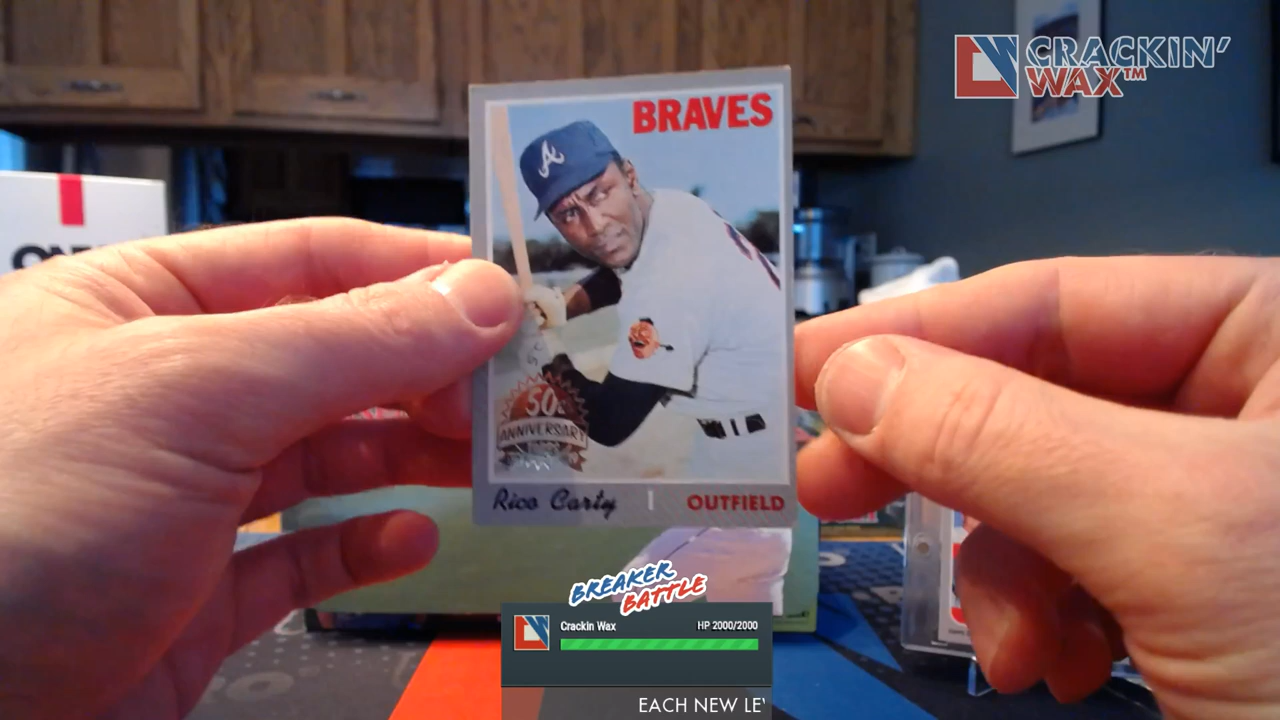 CRACKIN'
WAX™
BRAVES
A
50th
ANNIVERSARY
Rico Carty | OUTFIELD
BREAKER
BATTLE
Crackin Wax HP 2000/2000
EACH NEW LE